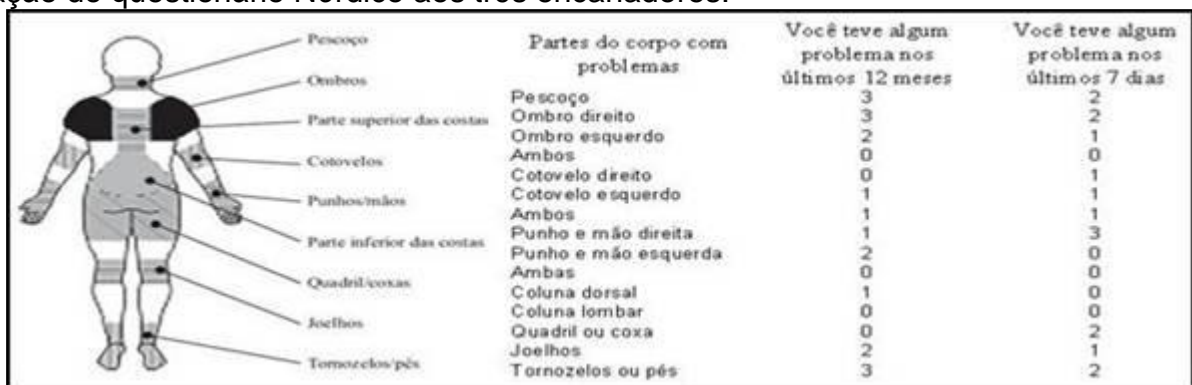 ação do questionário Nórdico aos três encanadores.
Pescoço
Ombros
Parte superior das costas
Cotovelos
Punhos/mãos
Parte inferior das costas
Quadril/coxas
Joelhos
Tornozelos/pés
Partes do corpo com problemas
Você teve algum problema nos últimos 12 meses
Você teve algum problema nos últimos 7 dias
Pescoço 3 2
Ombro direito 3 2
Ombro esquerdo 2 1
Ambos 0 0
Cotovelo direito 0 1
Cotovelo esquerdo 1 1
Ambos 1 1
Punho e mão direita 1 3
Punho e mão esquerda 2 0
Ambas 0 0
Coluna dorsal 1 0
Coluna lombar 0 0
Quadril ou coxa 0 2
Joelhos 2 1
Tornozelos ou pés 3 2